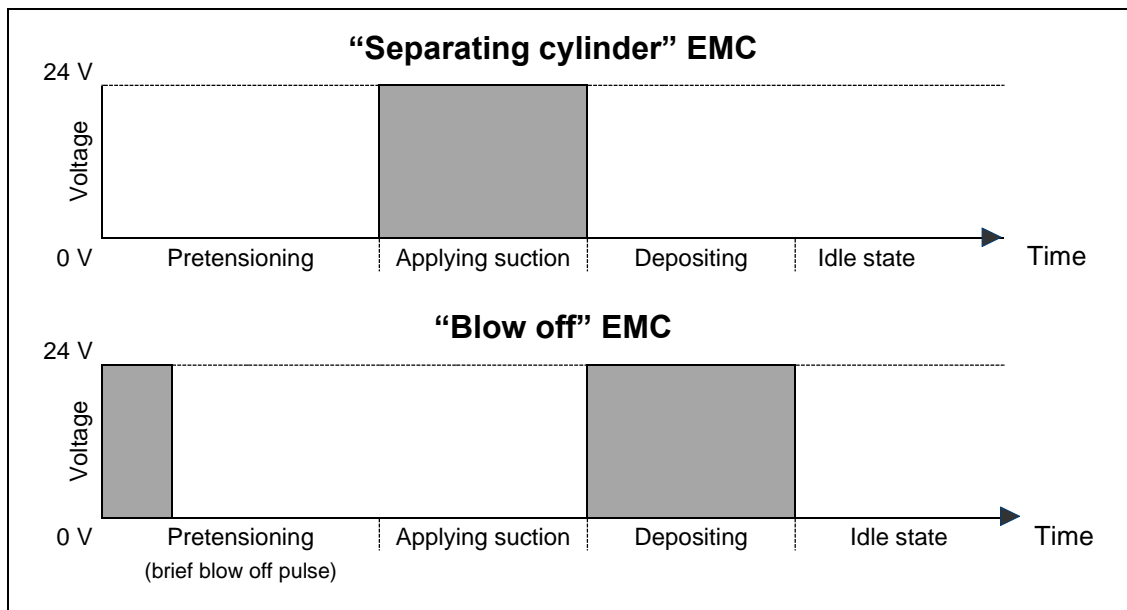 “Separating cylinder” EMC
24 V
Voltage
0 V
Pretensioning Applying suction Depositing Idle state Time
“Blow off” EMC
24 V
Voltage
0 V
Pretensioning Applying suction Depositing Idle state Time
(brief blow off pulse)